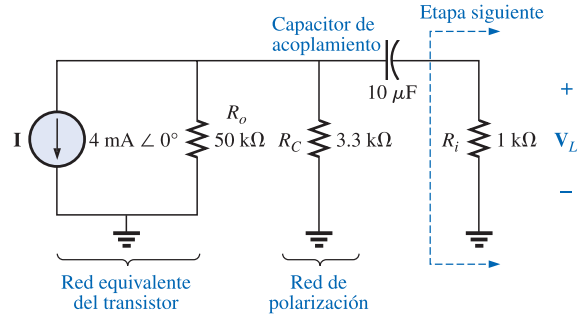 Etapa siguiente
Capacitor de
acoplamiento
10 μF
+
I
4 mA ∠ 0°
R_o
50 kΩ
R_C
3.3 kΩ
R_i
1 kΩ
V_L
−
Red equivalente
del transistor
Red de
polarización